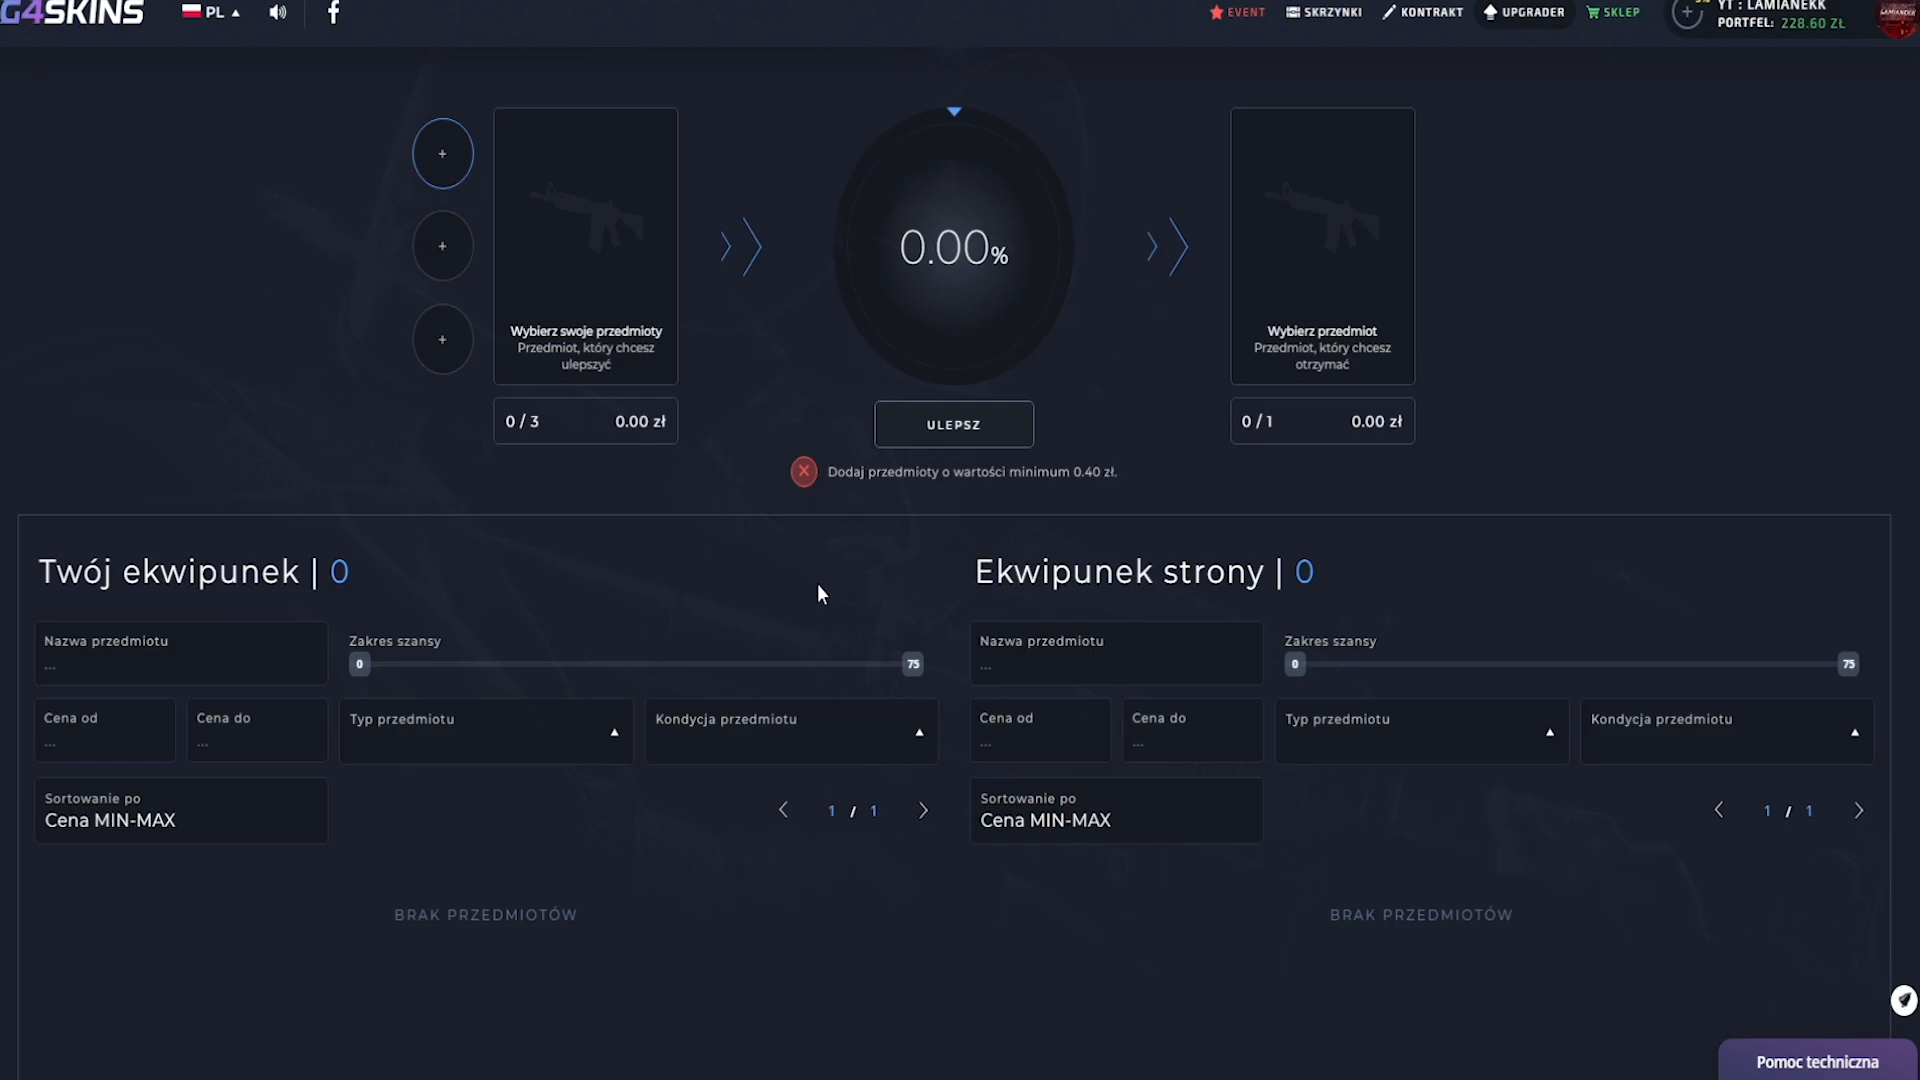 G4SKINS
PL
EVENT
SKRZYNKI
KONTRAKT
UPGRADER
SKLEP
YT : LAMIANEKK
PORTFEL: 228.60 ZŁ
+
+
+
Wybierz swoje przedmioty
Przedmiot, który chcesz
ulepszyć
0 / 3 0.00 zł
0.00%
ULEPSZ
Dodaj przedmioty o wartości minimum 0.40 zł.
Wybierz przedmiot
Przedmiot, który chcesz
otrzymać
0 / 1 0.00 zł
Twój ekwipunek | 0
Nazwa przedmiotu
...
Zakres szansy
0 75
Cena od
...
Cena do
...
Typ przedmiotu
Kondycja przedmiotu
Sortowanie po
Cena MIN-MAX
1 / 1
BRAK PRZEDMIOTÓW
Ekwipunek strony | 0
Nazwa przedmiotu
...
Zakres szansy
0 75
Cena od
...
Cena do
...
Typ przedmiotu
Kondycja przedmiotu
Sortowanie po
Cena MIN-MAX
1 / 1
BRAK PRZEDMIOTÓW
Pomoc techniczna